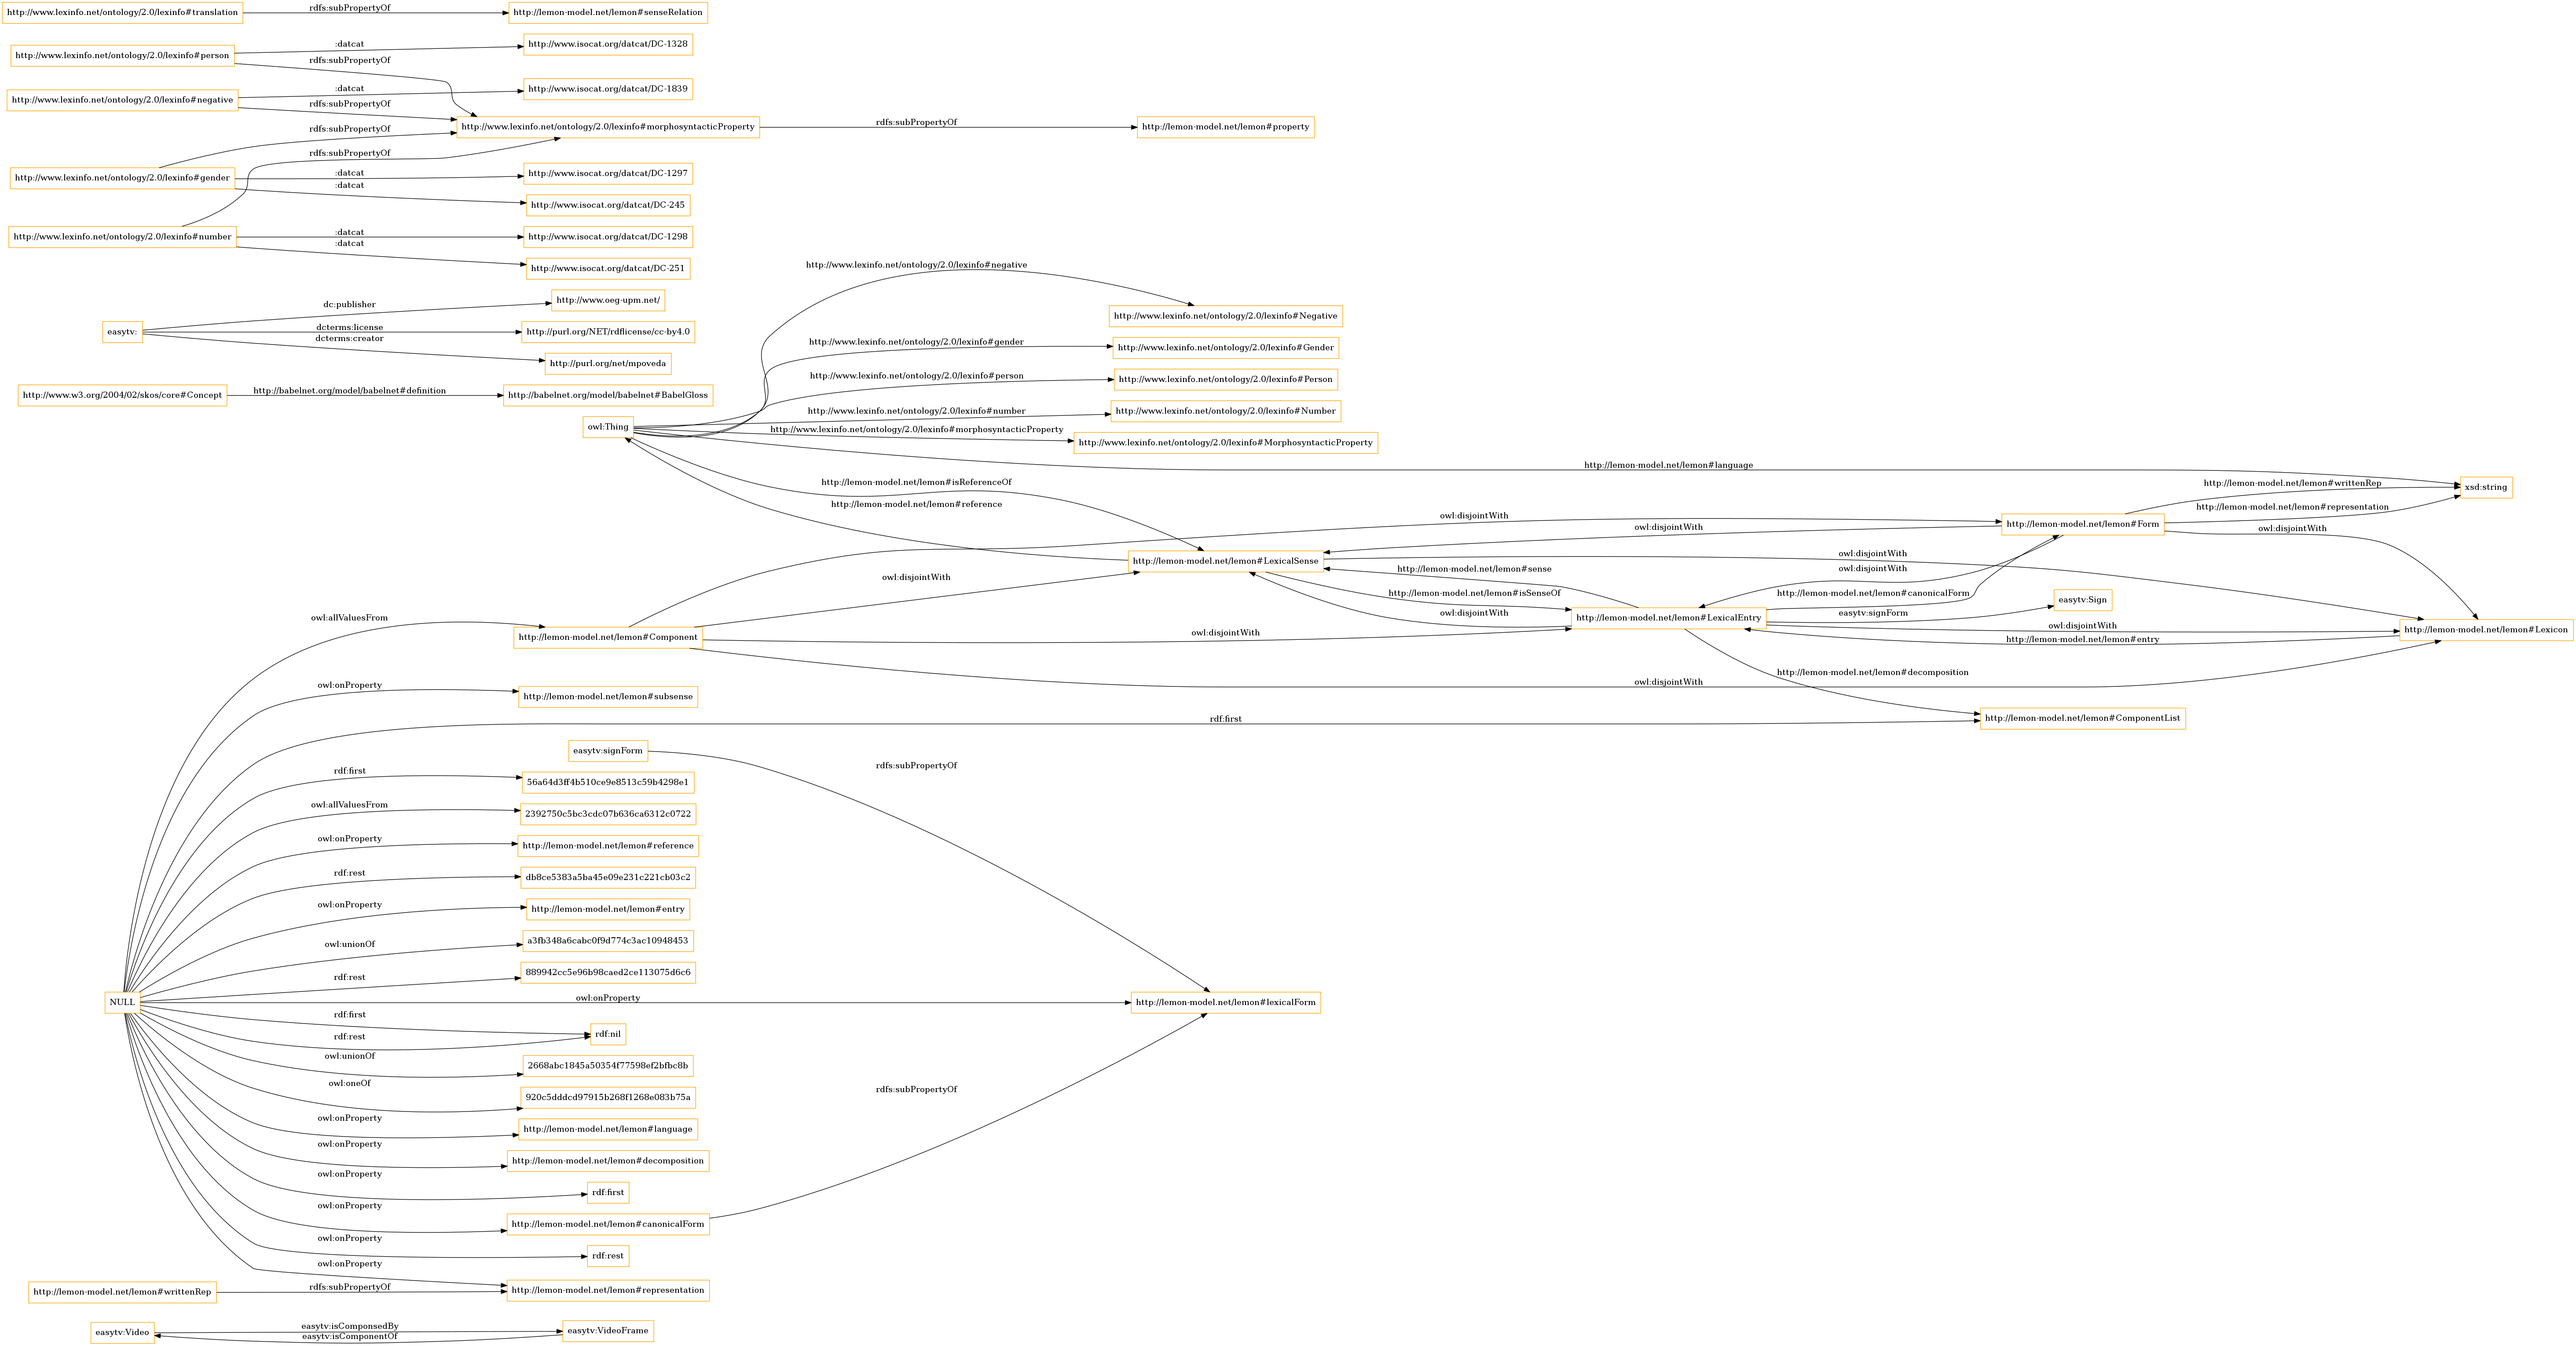 http://www.lexinfo.net/ontology/2.0/lexinfo#translation
rdfs:subPropertyOf
http://lemon-model.net/lemon#senseRelation
http://www.lexinfo.net/ontology/2.0/lexinfo#person
:datcat
http://www.isocat.org/datcat/DC-1328
rdfs:subPropertyOf
http://www.lexinfo.net/ontology/2.0/lexinfo#negative
:datcat
http://www.isocat.org/datcat/DC-1839
rdfs:subPropertyOf
http://www.lexinfo.net/ontology/2.0/lexinfo#morphosyntacticProperty
rdfs:subPropertyOf
http://lemon-model.net/lemon#property
rdfs:subPropertyOf
rdfs:subPropertyOf
http://www.lexinfo.net/ontology/2.0/lexinfo#gender
:datcat
http://www.isocat.org/datcat/DC-1297
:datcat
http://www.isocat.org/datcat/DC-245
http://www.lexinfo.net/ontology/2.0/lexinfo#number
:datcat
http://www.isocat.org/datcat/DC-1298
:datcat
http://www.isocat.org/datcat/DC-251
easytv:
dc:publisher
http://www.oeg-upm.net/
dcterms:license
http://purl.org/NET/rdflicense/cc-by4.0
dcterms:creator
http://purl.org/net/mpoveda
http://www.w3.org/2004/02/skos/core#Concept
http://babelnet.org/model/babelnet#definition
http://babelnet.org/model/babelnet#BabelGloss
owl:Thing
http://www.lexinfo.net/ontology/2.0/lexinfo#negative
http://www.lexinfo.net/ontology/2.0/lexinfo#Negative
http://www.lexinfo.net/ontology/2.0/lexinfo#gender
http://www.lexinfo.net/ontology/2.0/lexinfo#Gender
http://www.lexinfo.net/ontology/2.0/lexinfo#person
http://www.lexinfo.net/ontology/2.0/lexinfo#Person
http://www.lexinfo.net/ontology/2.0/lexinfo#number
http://www.lexinfo.net/ontology/2.0/lexinfo#Number
http://www.lexinfo.net/ontology/2.0/lexinfo#morphosyntacticProperty
http://www.lexinfo.net/ontology/2.0/lexinfo#MorphosyntacticProperty
http://lemon-model.net/lemon#language
xsd:string
http://lemon-model.net/lemon#isReferenceOf
http://lemon-model.net/lemon#reference
http://lemon-model.net/lemon#writtenRep
http://lemon-model.net/lemon#representation
owl:disjointWith
http://lemon-model.net/lemon#Form
owl:disjointWith
owl:disjointWith
http://lemon-model.net/lemon#LexicalSense
owl:disjointWith
owl:disjointWith
http://lemon-model.net/lemon#sense
owl:disjointWith
http://lemon-model.net/lemon#isSenseOf
http://lemon-model.net/lemon#canonicalForm
easytv:Sign
easytv:signForm
owl:disjointWith
http://lemon-model.net/lemon#LexicalEntry
owl:disjointWith
http://lemon-model.net/lemon#Lexicon
http://lemon-model.net/lemon#entry
owl:allValuesFrom
http://lemon-model.net/lemon#Component
owl:disjointWith
http://lemon-model.net/lemon#decomposition
owl:disjointWith
owl:onProperty
http://lemon-model.net/lemon#subsense
rdf:first
http://lemon-model.net/lemon#ComponentList
easytv:signForm
rdfs:subPropertyOf
rdf:first
56a64d3ff4b510ce9e8513c59b4298e1
owl:allValuesFrom
2392750c5bc3cdc07b636ca6312c0722
owl:onProperty
http://lemon-model.net/lemon#reference
rdf:rest
db8ce5383a5ba45e09e231c221cb03c2
owl:onProperty
http://lemon-model.net/lemon#entry
owl:unionOf
a3fb348a6cabc0f9d774c3ac10948453
rdf:rest
889942cc5e96b98caed2ce113075d6c6
NULL
owl:onProperty
http://lemon-model.net/lemon#lexicalForm
rdf:first
rdf:nil
rdf:rest
owl:unionOf
2668abc1845a50354f77598ef2bfbc8b
owl:oneOf
920c5dddcd97915b268f1268e083b75a
rdfs:subPropertyOf
owl:onProperty
http://lemon-model.net/lemon#language
owl:onProperty
http://lemon-model.net/lemon#decomposition
owl:onProperty
rdf:first
owl:onProperty
http://lemon-model.net/lemon#canonicalForm
owl:onProperty
rdf:rest
owl:onProperty
http://lemon-model.net/lemon#writtenRep
rdfs:subPropertyOf
http://lemon-model.net/lemon#representation
easytv:Video
easytv:isComponsedBy
easytv:VideoFrame
easytv:isComponentOf